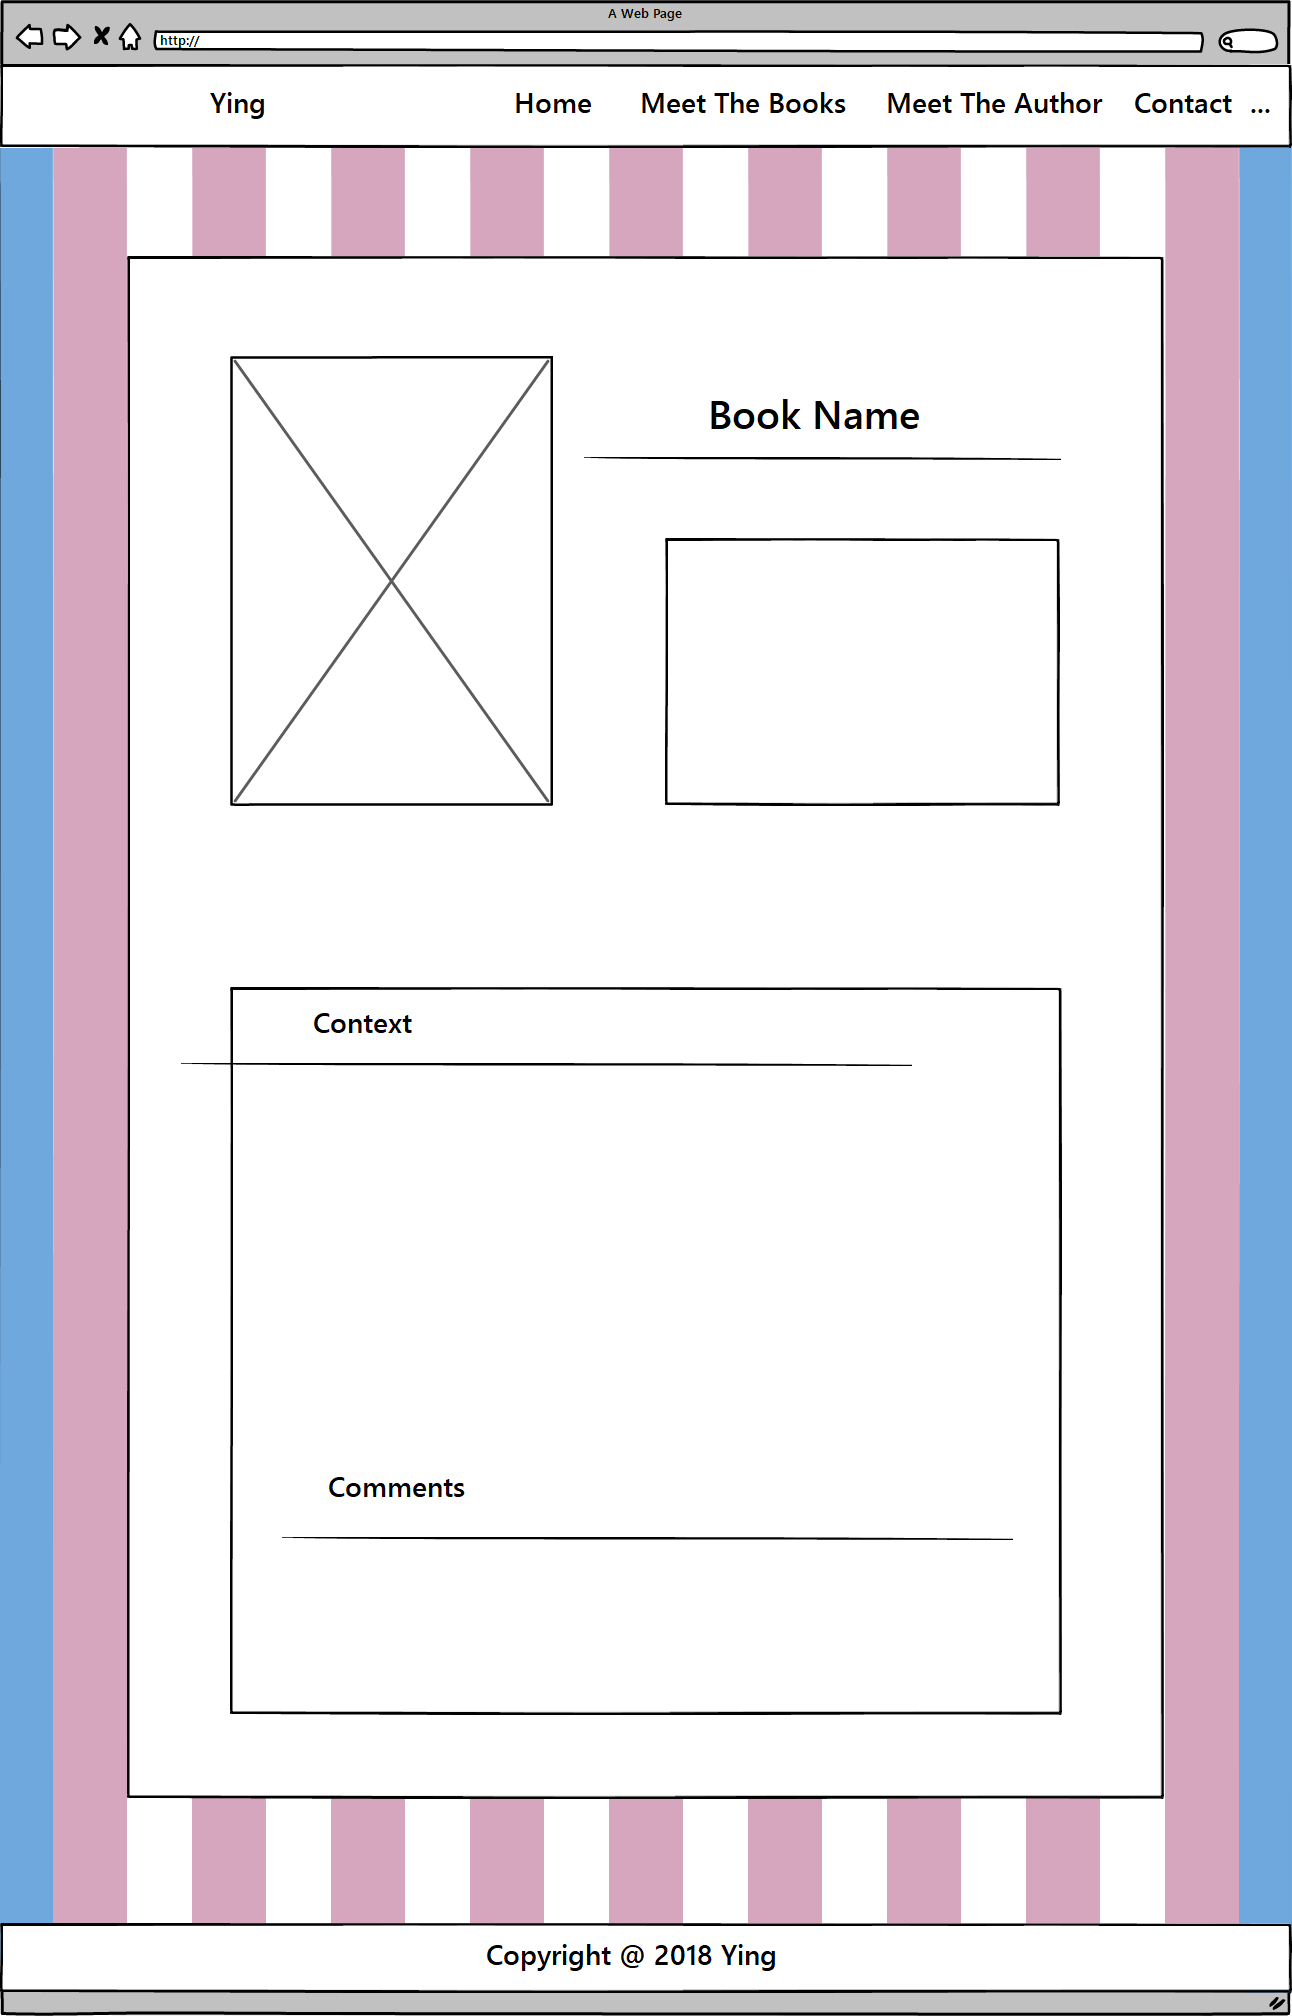 A Web Page
http://
Ying Home Meet The Books Meet The Author Contact ...
Book Name
Context
Comments
Copyright @ 2018 Ying